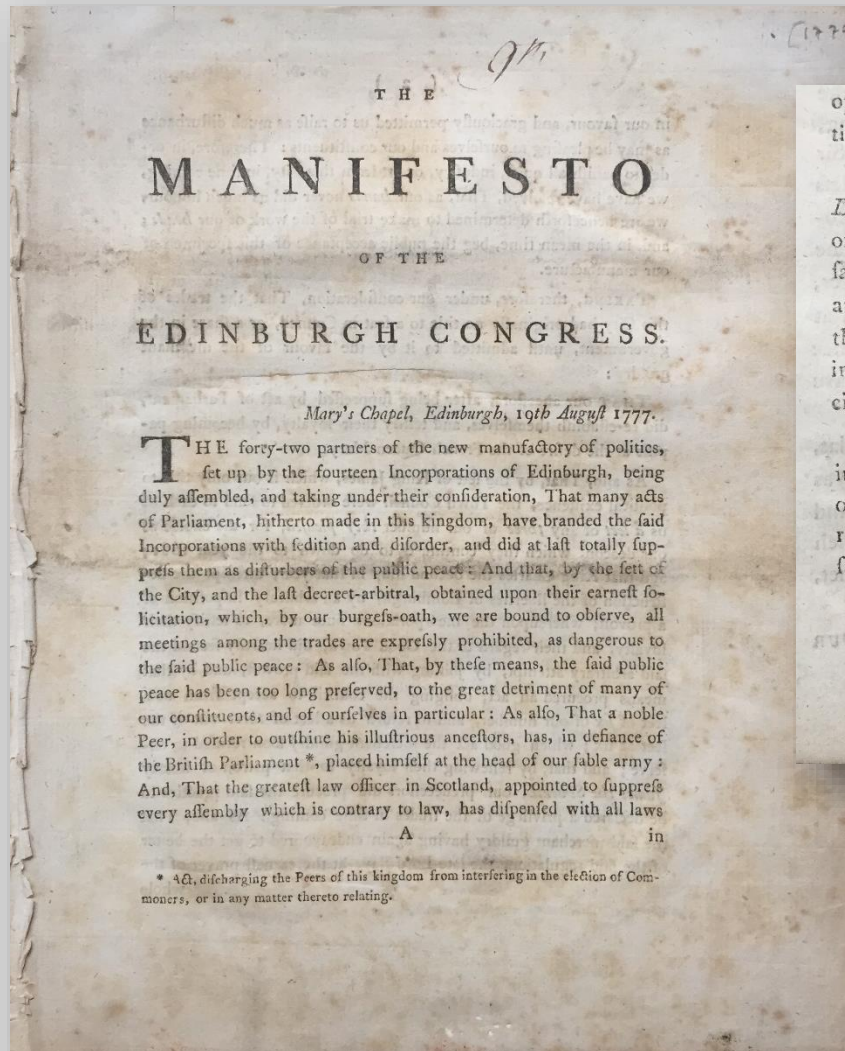 9th
[177
THE
MANIFESTO
OF THE
EDINBURGH CONGRESS.
Mary's Chapel, Edinburgh, 19th Auguſt 1777.
THE forty-two partners of the new manufactory of politics,
ſet up by the fourteen Incorporations of Edinburgh, being
duly aſſembled, and taking under their conſideration, That many acts
of Parliament, hitherto made in this kingdom, have branded the ſaid
Incorporations with ſedition and diſorder, and did at laſt totally ſup-
preſs them as diſturbers of the public peace: And that, by the ſett of
the City, and the laſt decreet-arbitral, obtained upon their earneſt ſo-
licitation, which, by our burgeſs-oath, we are bound to obſerve, all
meetings among the trades are expreſsly prohibited, as dangerous to
the ſaid public peace: As alſo, That, by theſe means, the ſaid public
peace has been too long preſerved, to the great detriment of many of
our conſtituents, and of ourſelves in particular: As alſo, That a noble
Peer, in order to outſhine his illuſtrious anceſtors, has, in defiance of
the Britiſh Parliament *, placed himſelf at the head of our ſable army:
And, That the greateſt law officer in Scotland, appointed to ſuppreſs
every aſſembly which is contrary to law, has diſpenſed with all laws
A in
* Act, diſcharging the Peers of this kingdom from interfering in the election of Com-
moners, or in any matter thereto relating.